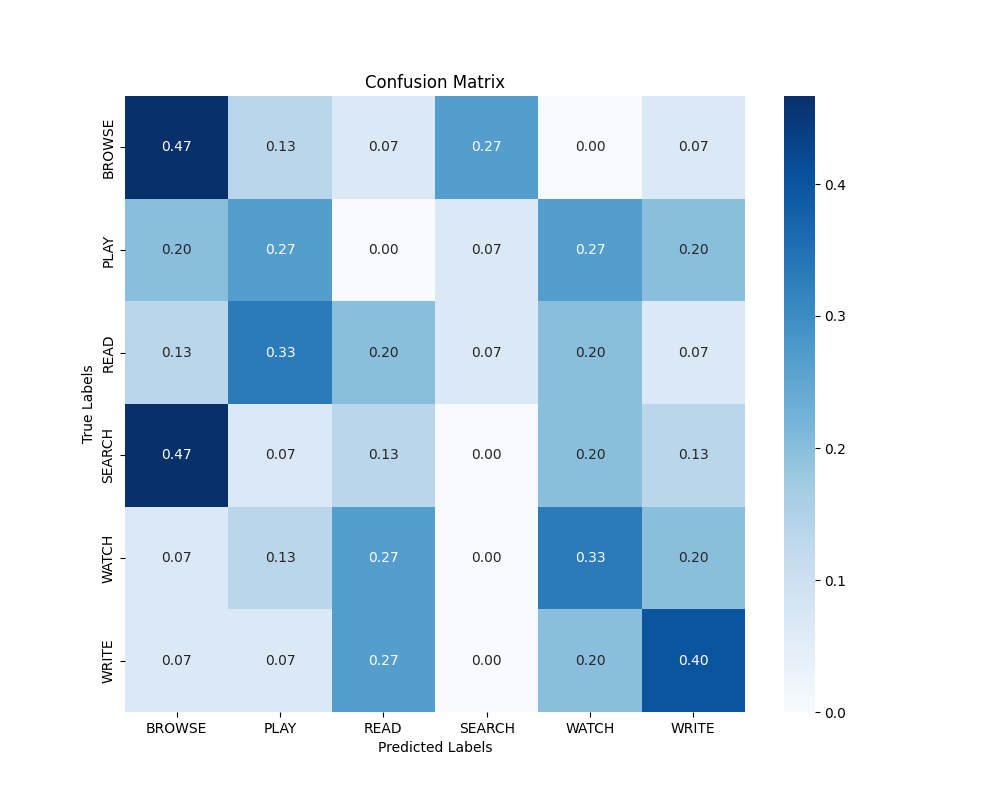 Confusion Matrix
BROWSE 0.47 0.13 0.07 0.27 0.00 0.07
PLAY 0.20 0.27 0.00 0.07 0.27 0.20
READ 0.13 0.33 0.20 0.07 0.20 0.07
SEARCH 0.47 0.07 0.13 0.00 0.20 0.13
WATCH 0.07 0.13 0.27 0.00 0.33 0.20
WRITE 0.07 0.07 0.27 0.00 0.20 0.40
BROWSE PLAY READ SEARCH WATCH WRITE
Predicted Labels
True Labels
0.4
0.3
0.2
0.1
0.0